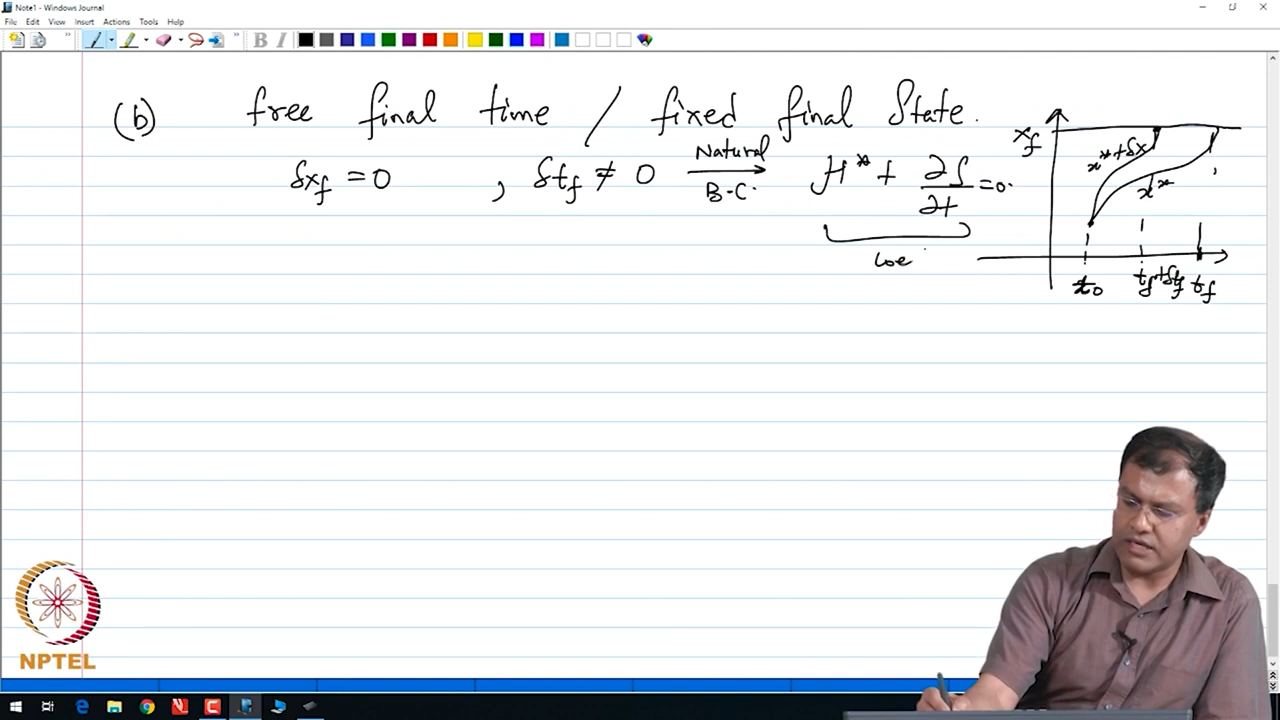 Note1 - Windows Journal
File Edit View Insert Actions Tools Help
B I
(b) free final time / fixed final State.
δx_f = 0 , δt_f ≠ 0 Natural B.C. → H* + ∂S/∂t = 0.
coe
x_f
x*+δx
x*
t_0 t_f+δt_f t_f
NPTEL